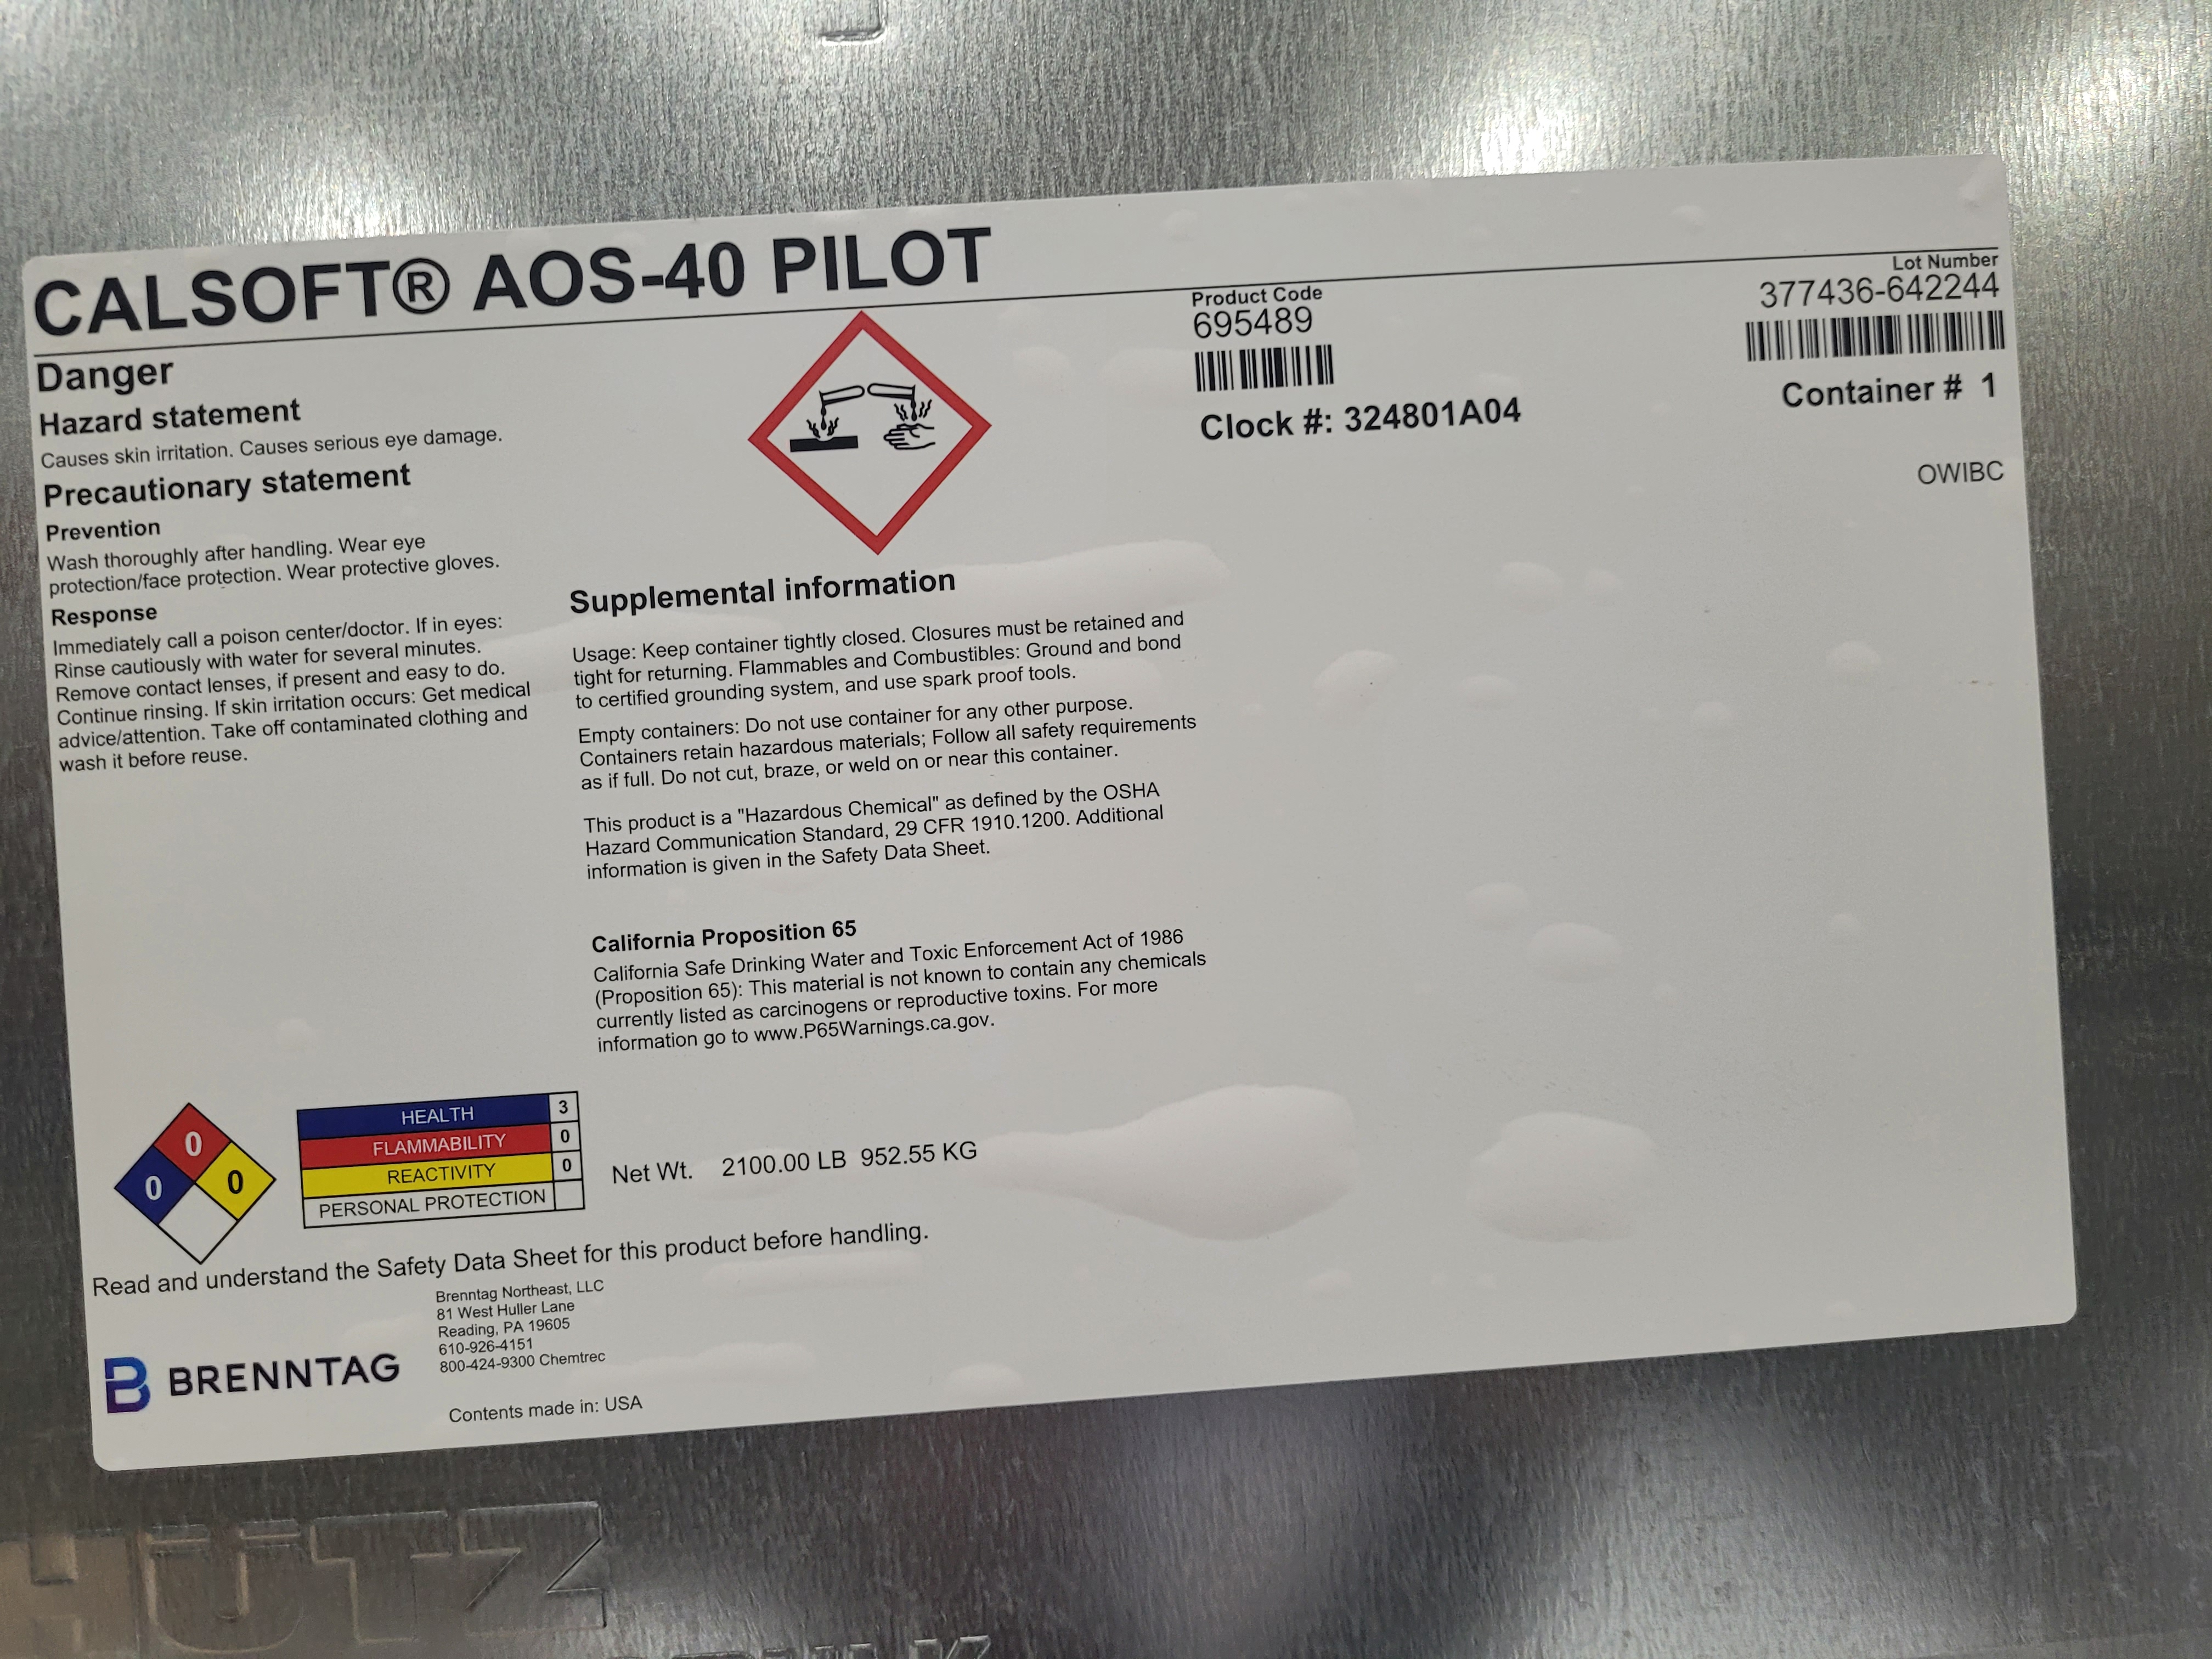 CALSOFT® AOS-40 PILOT
Danger
Hazard statement
Causes skin irritation. Causes serious eye damage.
Precautionary statement
Prevention
Wash thoroughly after handling. Wear eye
protection/face protection. Wear protective gloves.
Response
Immediately call a poison center/doctor. If in eyes:
Rinse cautiously with water for several minutes.
Remove contact lenses, if present and easy to do.
Continue rinsing. If skin irritation occurs: Get medical
advice/attention. Take off contaminated clothing and
wash it before reuse.
Product Code
695489
Clock #: 324801A04
Lot Number
377436-642244
Container # 1
OWIBC
Supplemental information
Usage: Keep container tightly closed. Closures must be retained and
tight for returning. Flammables and Combustibles: Ground and bond
to certified grounding system, and use spark proof tools.
Empty containers: Do not use container for any other purpose.
Containers retain hazardous materials; Follow all safety requirements
as if full. Do not cut, braze, or weld on or near this container.
This product is a "Hazardous Chemical" as defined by the OSHA
Hazard Communication Standard, 29 CFR 1910.1200. Additional
information is given in the Safety Data Sheet.
California Proposition 65
California Safe Drinking Water and Toxic Enforcement Act of 1986
(Proposition 65): This material is not known to contain any chemicals
currently listed as carcinogens or reproductive toxins. For more
information go to www.P65Warnings.ca.gov.
0
0 0
HEALTH 3
FLAMMABILITY 0
REACTIVITY 0
PERSONAL PROTECTION
Net Wt. 2100.00 LB 952.55 KG
Read and understand the Safety Data Sheet for this product before handling.
BRENNTAG
Brenntag Northeast, LLC
81 West Huller Lane
Reading, PA 19605
610-926-4151
800-424-9300 Chemtrec
Contents made in: USA